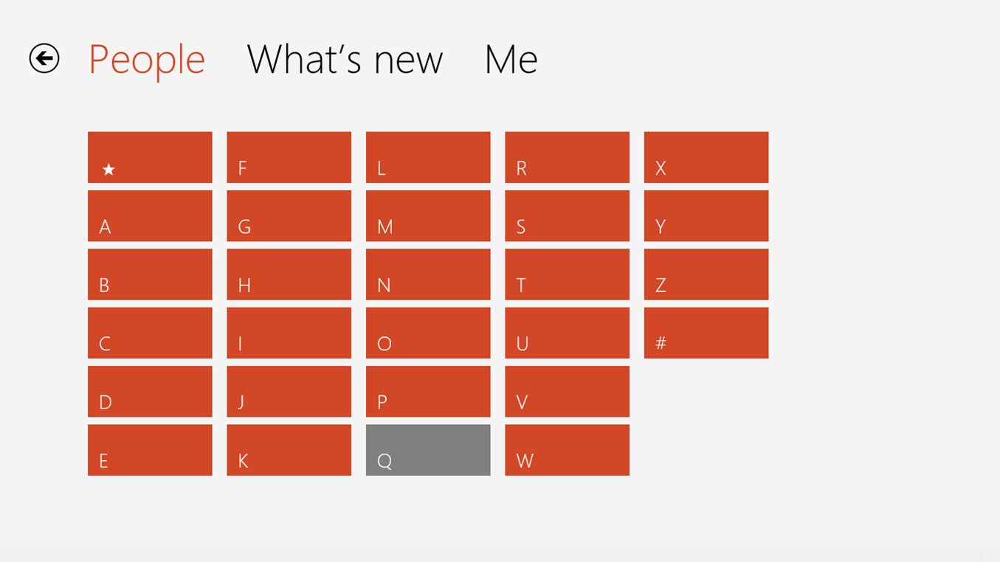 People What's new Me
★ F L R X
A G M S Y
B H N T Z
C I O U #
D J P V
E K Q W